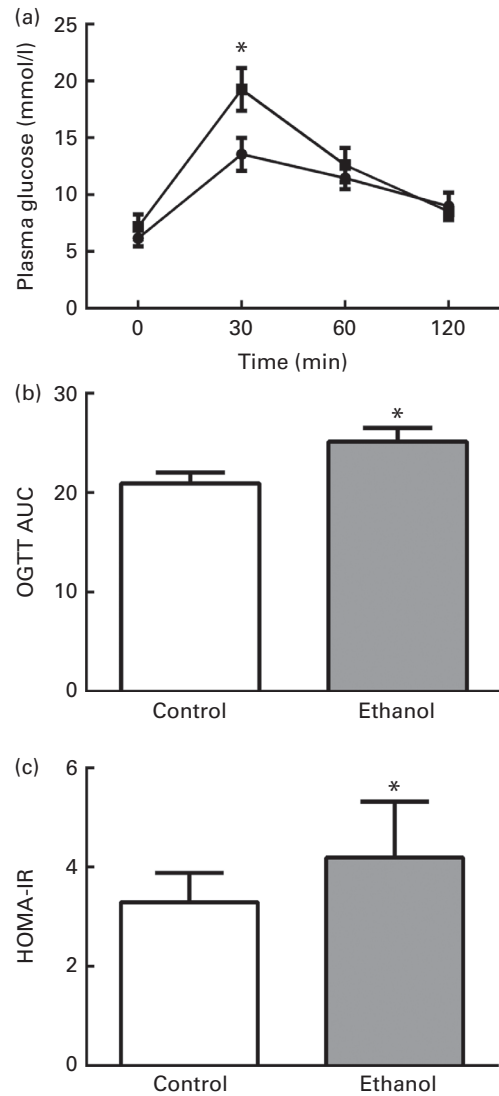 (a)
25
20
15
10
5
0
Plasma glucose (mmol/l)
*
0 30 60 120
Time (min)
(b)
30
20
10
0
OGTT AUC
*
Control Ethanol
(c)
6
4
2
0
HOMA-IR
*
Control Ethanol